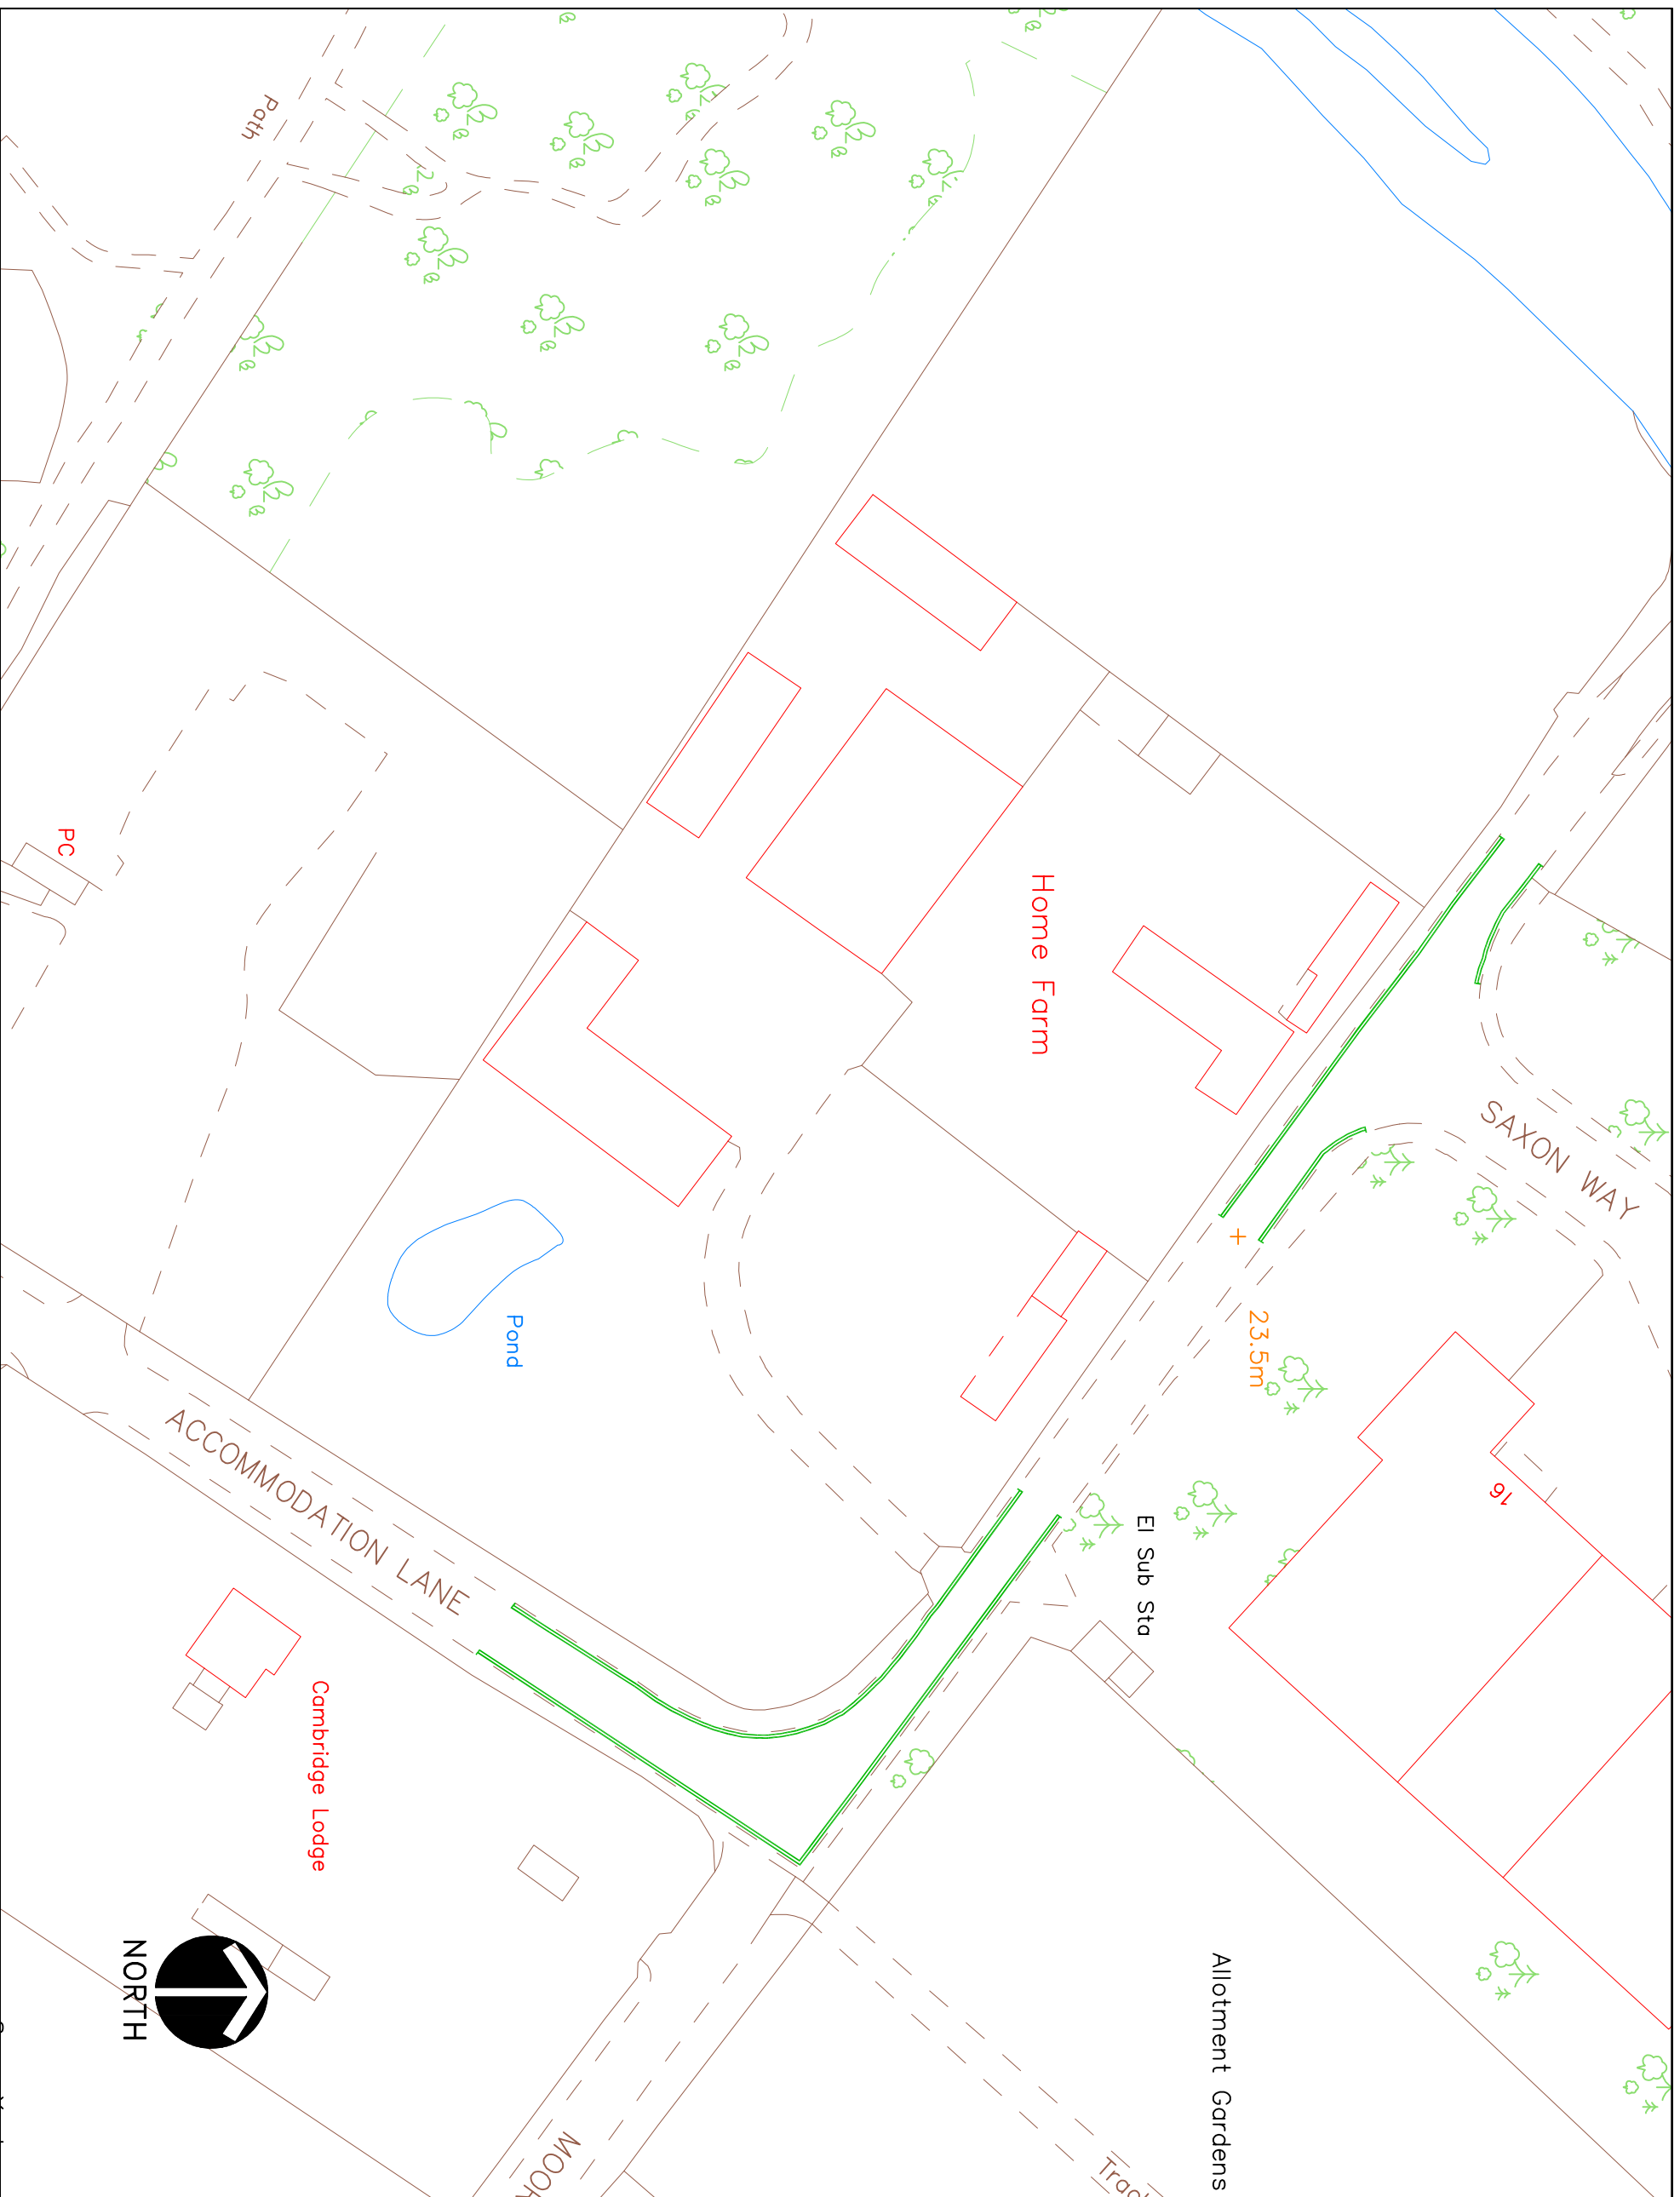 Path
PC
Home Farm
SAXON WAY
23.5m
Pond
16
El Sub Sta
ACCOMMODATION LANE
Cambridge Lodge
NORTH
Allotment Gardens